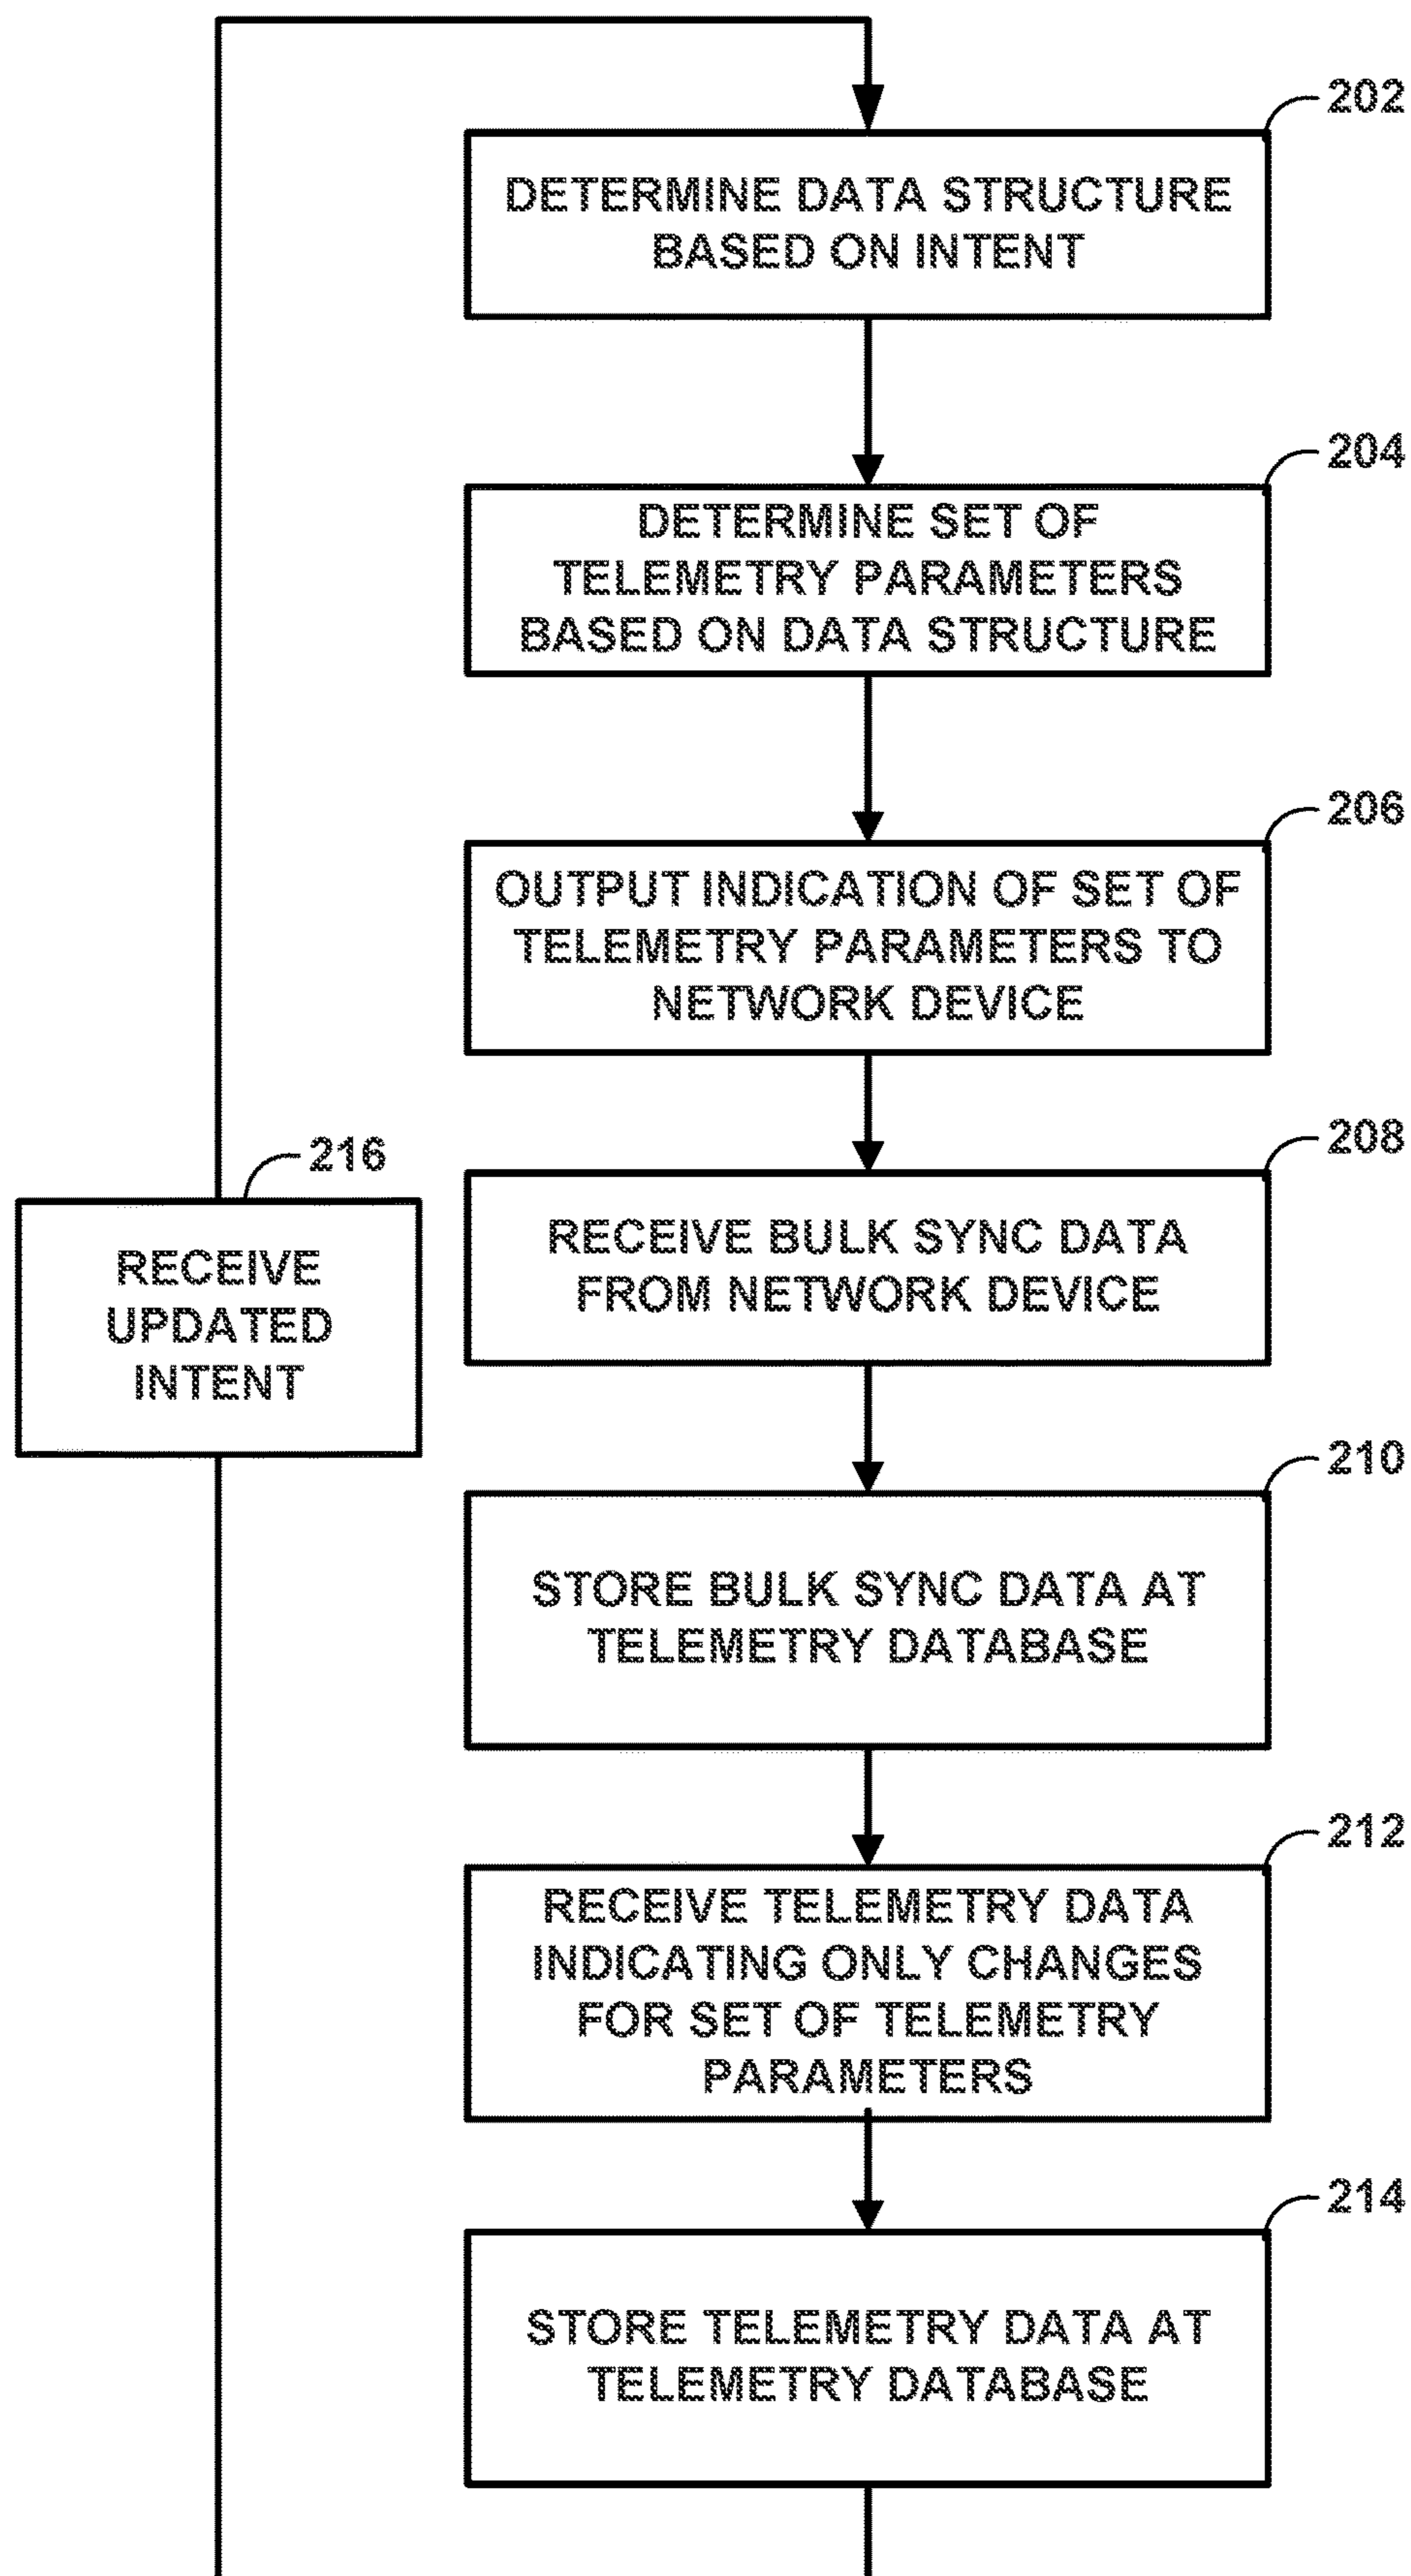 202
DETERMINE DATA STRUCTURE
BASED ON INTENT
204
DETERMINE SET OF
TELEMETRY PARAMETERS
BASED ON DATA STRUCTURE
206
OUTPUT INDICATION OF SET OF
TELEMETRY PARAMETERS TO
NETWORK DEVICE
208
RECEIVE BULK SYNC DATA
FROM NETWORK DEVICE
216
RECEIVE
UPDATED
INTENT
210
STORE BULK SYNC DATA AT
TELEMETRY DATABASE
212
RECEIVE TELEMETRY DATA
INDICATING ONLY CHANGES
FOR SET OF TELEMETRY
PARAMETERS
214
STORE TELEMETRY DATA AT
TELEMETRY DATABASE